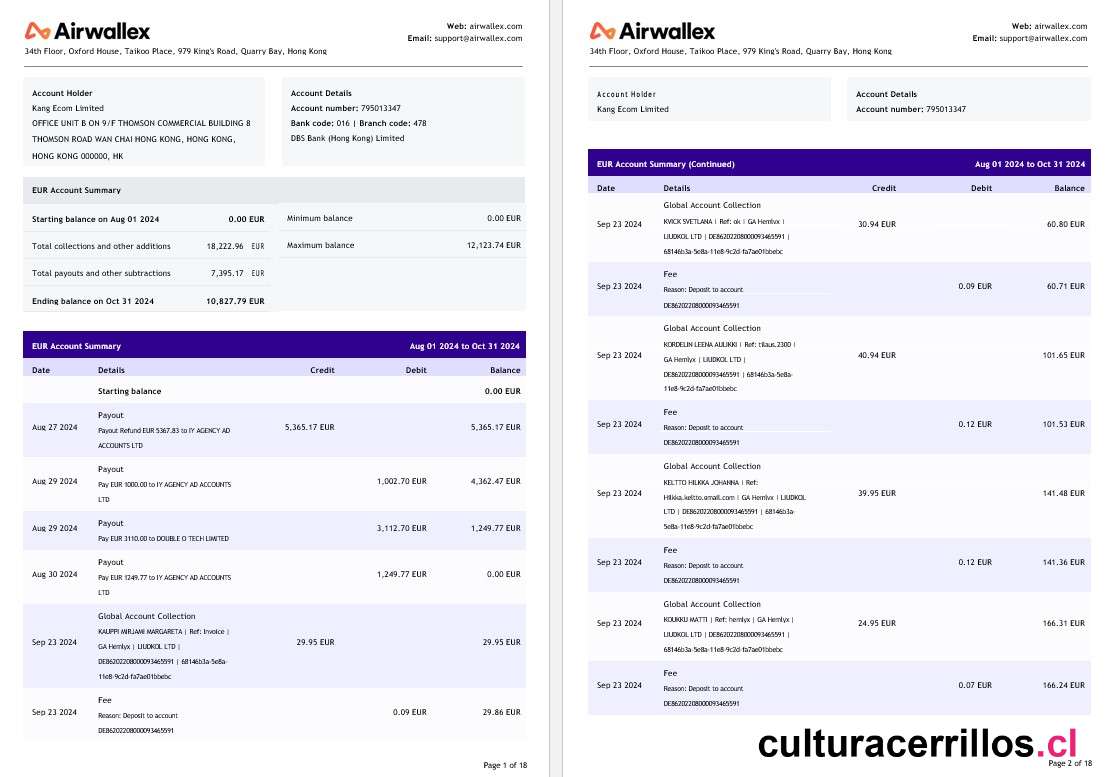 Airwallex
Web: airwallex.com
Email: support@airwallex.com
34th Floor, Oxford House, Taikoo Place, 979 King's Road, Quarry Bay, Hong Kong
Account Holder
Kang Ecom Limited
OFFICE UNIT B ON 9/F THOMSON COMMERCIAL BUILDING 8
THOMSON ROAD WAN CHAI HONG KONG, HONG KONG,
HONG KONG 000000, HK
Account Details
Account number: 795013347
Bank code: 016 | Branch code: 478
DBS Bank (Hong Kong) Limited
EUR Account Summary
Starting balance on Aug 01 2024 0.00 EUR
Minimum balance 0.00 EUR
Total collections and other additions 18,222.96 EUR
Maximum balance 12,123.74 EUR
Total payouts and other subtractions 7,395.17 EUR
Ending balance on Oct 31 2024 10,827.79 EUR
EUR Account Summary Aug 01 2024 to Oct 31 2024
Date Details Credit Debit Balance
Starting balance 0.00 EUR
Payout
Aug 27 2024 Payout Refund EUR 5367.83 to IY AGENCY AD 5,365.17 EUR 5,365.17 EUR
ACCOUNTS LTD
Payout
Aug 29 2024 Pay EUR 1000.00 to IY AGENCY AD ACCOUNTS 1,002.70 EUR 4,362.47 EUR
LTD
Payout
Aug 29 2024 3,112.70 EUR 1,249.77 EUR
Pay EUR 3110.00 to DOUBLE O TECH LIMITED
Payout
Aug 30 2024 Pay EUR 1249.77 to IY AGENCY AD ACCOUNTS 1,249.77 EUR 0.00 EUR
LTD
Global Account Collection
KAUPPI MIRJAMI MARGARETA | Ref: Invoice |
Sep 23 2024 GA Hemlyx | LIUDKOL LTD | 29.95 EUR 29.95 EUR
DE86202208000093465591 | 68146b3a-5e8a-
11e8-9c2d-fa7ae01bbebc
Fee
Sep 23 2024 Reason: Deposit to account 0.09 EUR 29.86 EUR
DE86202208000093465591
Page 1 of 18
Airwallex
Web: airwallex.com
Email: support@airwallex.com
34th Floor, Oxford House, Taikoo Place, 979 King's Road, Quarry Bay, Hong Kong
Account Holder
Kang Ecom Limited
Account Details
Account number: 795013347
EUR Account Summary (Continued) Aug 01 2024 to Oct 31 2024
Date Details Credit Debit Balance
Global Account Collection
Sep 23 2024 KVICK SVETLANA | Ref: ok | GA Hemlyx | 30.94 EUR 60.80 EUR
LIUDKOL LTD | DE86202208000093465591 |
68146b3a-5e8a-11e8-9c2d-fa7ae01bbebc
Fee
Sep 23 2024 Reason: Deposit to account 0.09 EUR 60.71 EUR
DE86202208000093465591
Global Account Collection
KORDELIN LEENA AULIKKI | Ref: tilaus.2300 |
Sep 23 2024 GA Hemlyx | LIUDKOL LTD | 40.94 EUR 101.65 EUR
DE86202208000093465591 | 68146b3a-5e8a-
11e8-9c2d-fa7ae01bbebc
Fee
Sep 23 2024 Reason: Deposit to account 0.12 EUR 101.53 EUR
DE86202208000093465591
Global Account Collection
KELTTO HILKKA JOHANNA | Ref:
Sep 23 2024 Hilkka.keltto.gmail.com | GA Hemlyx | LIUDKOL 39.95 EUR 141.48 EUR
LTD | DE86202208000093465591 | 68146b3a-
5e8a-11e8-9c2d-fa7ae01bbebc
Fee
Sep 23 2024 Reason: Deposit to account 0.12 EUR 141.36 EUR
DE86202208000093465591
Global Account Collection
Sep 23 2024 KOUKKU MATTI | Ref: hemlyx | GA Hemlyx | 24.95 EUR 166.31 EUR
LIUDKOL LTD | DE86202208000093465591 |
68146b3a-5e8a-11e8-9c2d-fa7ae01bbebc
Fee
Sep 23 2024 Reason: Deposit to account 0.07 EUR 166.24 EUR
DE86202208000093465591
culturacerrillos.cl
Page 2 of 18